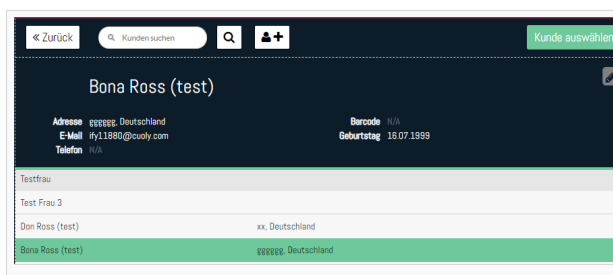 « Zurück Kunden suchen Kunde auswählen
Bona Ross (test)
Adresse gggggg, Deutschland Barcode N/A
E-Mail ify11880@cuoly.com Geburtstag 16.07.1999
Telefon N/A
Testfrau
Test Frau 3
Don Ross (test) xx, Deutschland
Bona Ross (test) gggggg, Deutschland